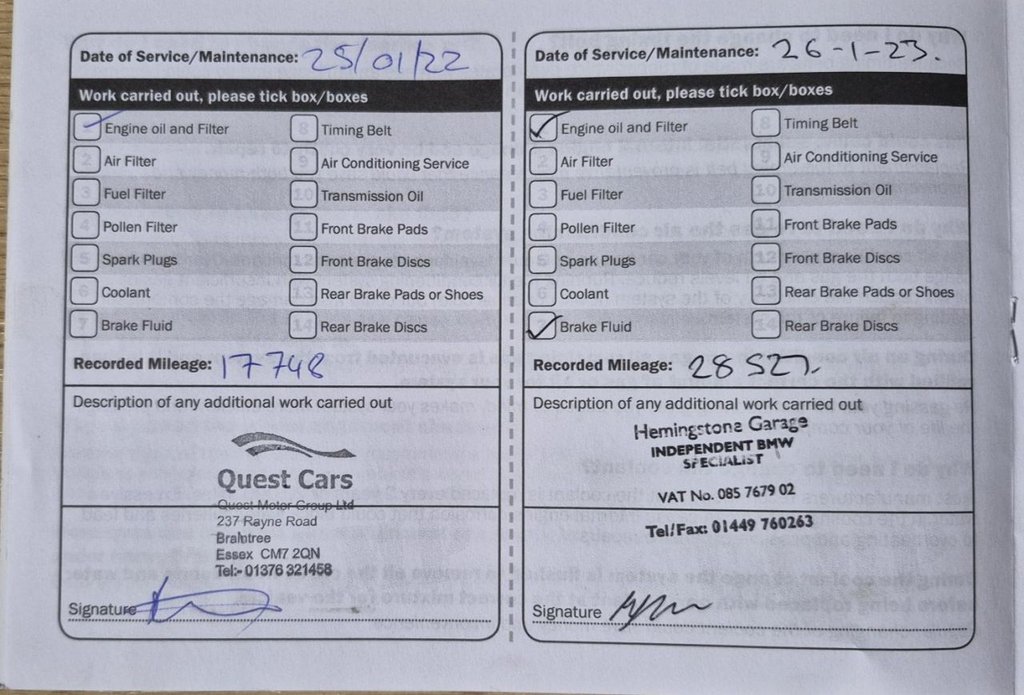 Date of Service/Maintenance: 25/01/22
Work carried out, please tick box/boxes
1 Engine oil and Filter
8 Timing Belt
2 Air Filter
9 Air Conditioning Service
3 Fuel Filter
10 Transmission Oil
4 Pollen Filter
11 Front Brake Pads
5 Spark Plugs
12 Front Brake Discs
6 Coolant
13 Rear Brake Pads or Shoes
7 Brake Fluid
14 Rear Brake Discs
Recorded Mileage: 17748
Description of any additional work carried out
Quest Cars
Quest Motor Group Ltd
237 Rayne Road
Braintree
Essex CM7 2QN
Tel:- 01376 321458
Signature
Date of Service/Maintenance: 26-1-23.
Work carried out, please tick box/boxes
Engine oil and Filter
8 Timing Belt
2 Air Filter
9 Air Conditioning Service
3 Fuel Filter
10 Transmission Oil
4 Pollen Filter
11 Front Brake Pads
5 Spark Plugs
12 Front Brake Discs
6 Coolant
13 Rear Brake Pads or Shoes
Brake Fluid
14 Rear Brake Discs
Recorded Mileage: 28527.
Description of any additional work carried out
Hemingstone Garage
INDEPENDENT BMW
SPECIALIST
VAT No. 085 7679 02
Tel/Fax: 01449 760263
Signature